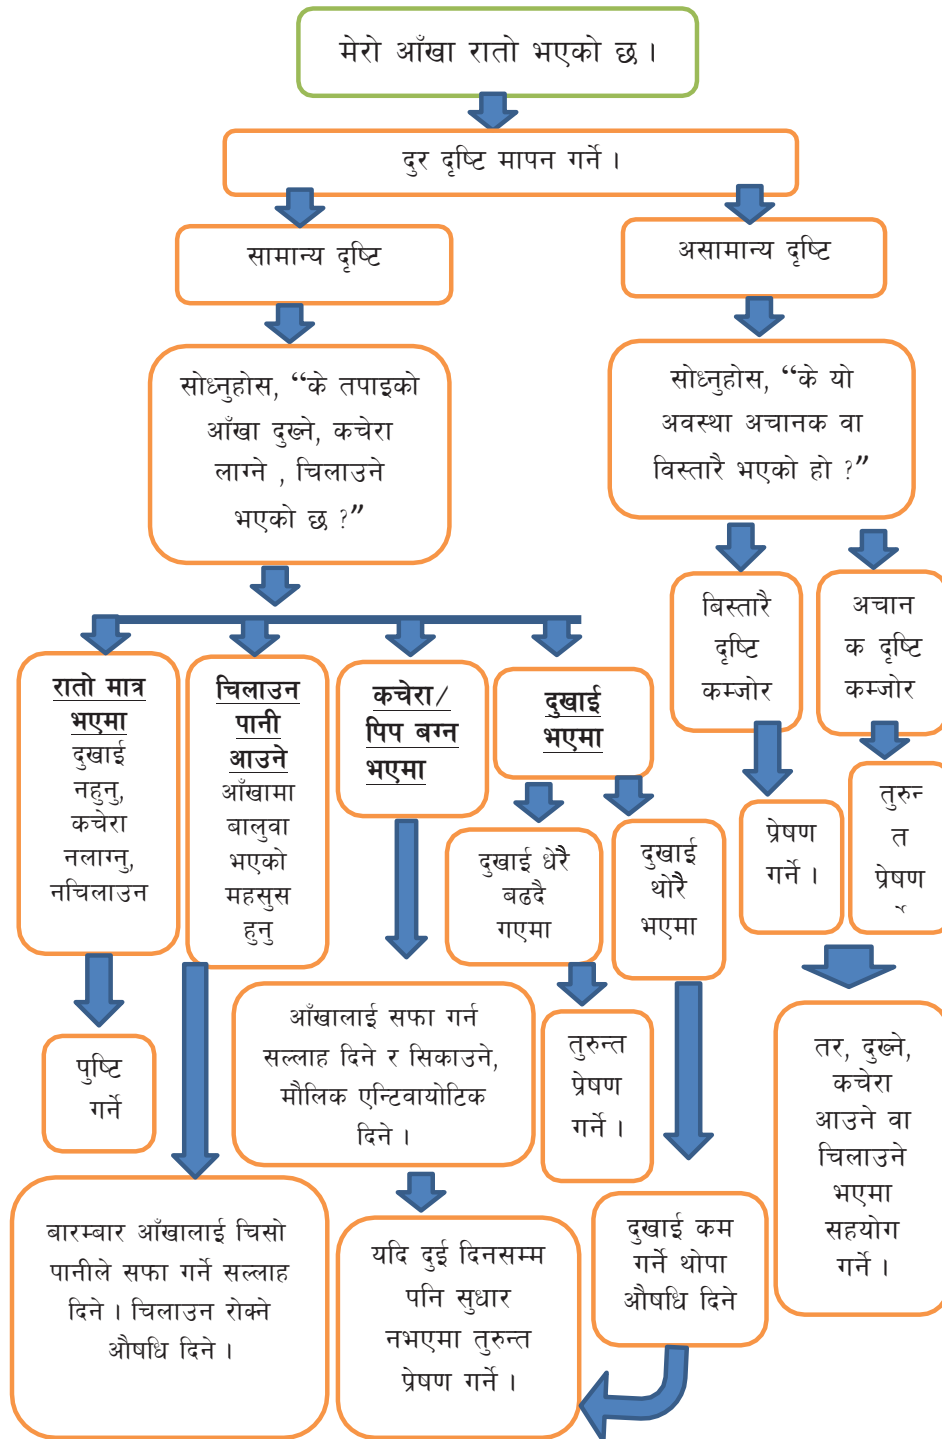 मेरो आँखा रातो भएको छ ।
दुर दृष्टि मापन गर्ने ।
सामान्य दृष्टि
असामान्य दृष्टि
सोध्नुहोस, “के तपाइको
आँखा दुख्ने, कचेरा
लाग्ने , चिलाउने
भएको छ ?”
सोध्नुहोस, “के यो
अवस्था अचानक वा
विस्तारै भएको हो ?”
बिस्तारै
दृष्टि
कम्जोर
अचान
क दृष्टि
कम्जोर
रातो मात्र
भएमा
दुखाई
नहुनु,
कचेरा
नलाग्नु,
नचिलाउन
चिलाउन
पानी
आउने
आँखामा
बालुवा
भएको
महसुस
हुनु
कचेरा/
पिप बग्न
भएमा
दुखाई
भएमा
दुखाई धेरै
बढदै
गएमा
दुखाई
थोरै
भएमा
प्रेषण
गर्ने ।
तुरुन्
त
प्रेषण
पुष्टि
गर्ने
आँखालाई सफा गर्न
सल्लाह दिने र सिकाउने,
मौलिक एन्टिवायोटिक
दिने ।
तुरुन्त
प्रेषण
गर्ने ।
तर, दुख्ने,
कचेरा
आउने वा
चिलाउने
भएमा
सहयोग
गर्ने ।
बारम्बार आँखालाई चिसो
पानीले सफा गर्ने सल्लाह
दिने । चिलाउन रोक्ने
औषधि दिने ।
यदि दुई दिनसम्म
पनि सुधार
नभएमा तुरुन्त
प्रेषण गर्ने ।
दुखाई कम
गर्ने थोपा
औषधि दिने